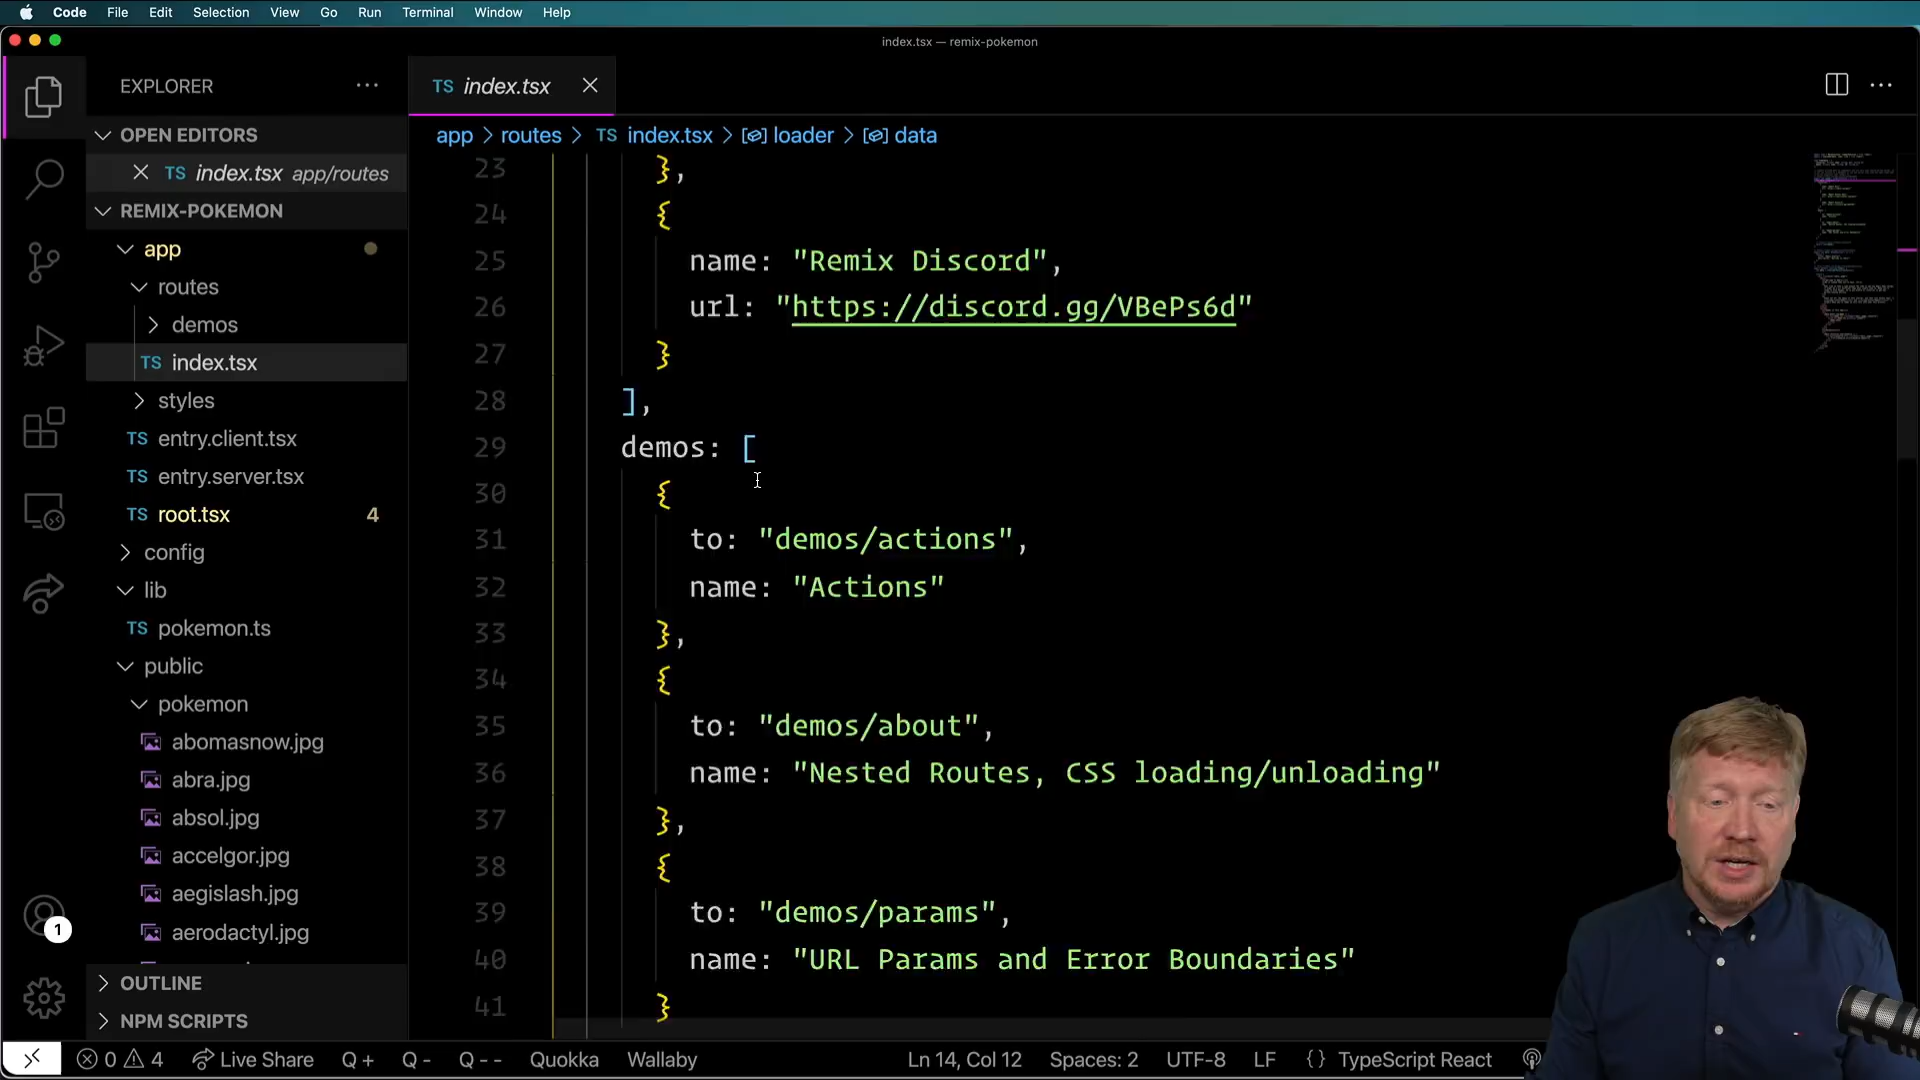 Code File Edit Selection View Go Run Terminal Window Help
index.tsx — remix-pokemon
EXPLORER
TS index.tsx
OPEN EDITORS
TS index.tsx app/routes
REMIX-POKEMON
app
routes
demos
TS index.tsx
styles
TS entry.client.tsx
TS entry.server.tsx
TS root.tsx 4
config
lib
TS pokemon.ts
public
pokemon
abomasnow.jpg
abra.jpg
absol.jpg
accelgor.jpg
aegislash.jpg
aerodactyl.jpg
OUTLINE
NPM SCRIPTS
1
app > routes > TS index.tsx > loader > data
23 },
24 {
25 name: "Remix Discord",
26 url: "https://discord.gg/VBePs6d"
27 }
28 ],
29 demos: [
30 {
31 to: "demos/actions",
32 name: "Actions"
33 },
34 {
35 to: "demos/about",
36 name: "Nested Routes, CSS loading/unloading"
37 },
38 {
39 to: "demos/params",
40 name: "URL Params and Error Boundaries"
41 }
0 4 Live Share Q + Q - Q -- Quokka Wallaby Ln 14, Col 12 Spaces: 2 UTF-8 LF {} TypeScript React